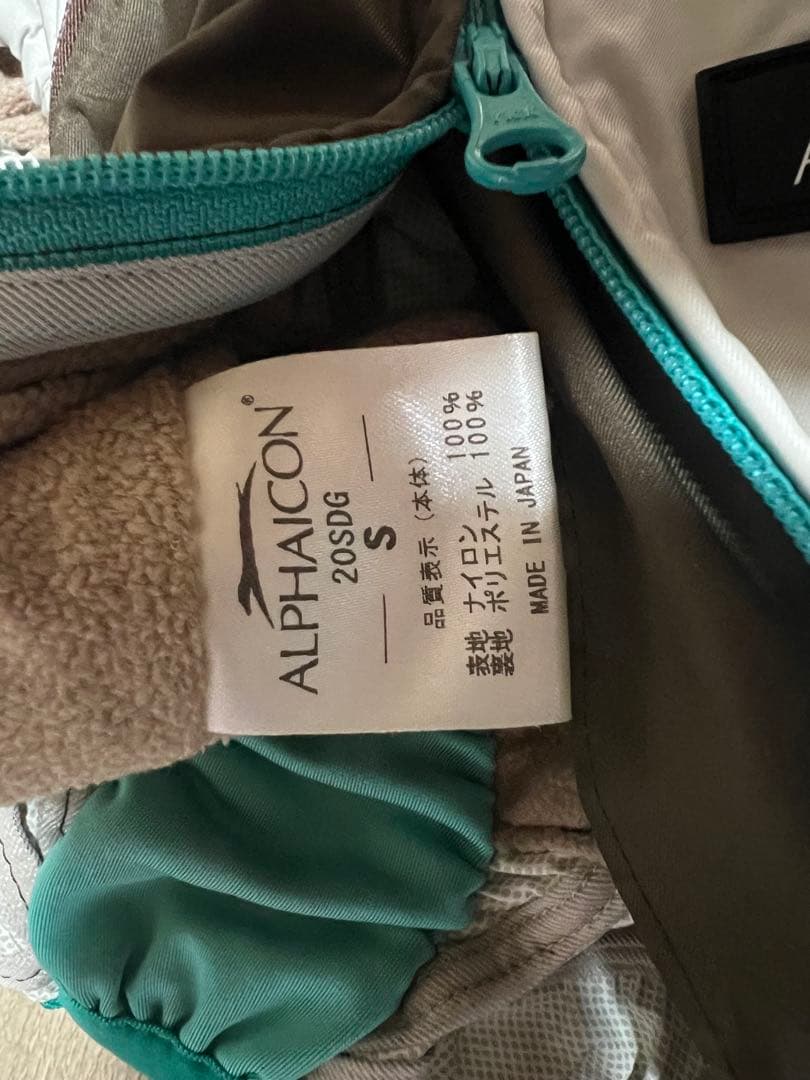 ALPHAICON®
20SDG
S
品質表示（本体）
表地 ナイロン 100%
裏地 ポリエステル 100%
MADE IN JAPAN
A